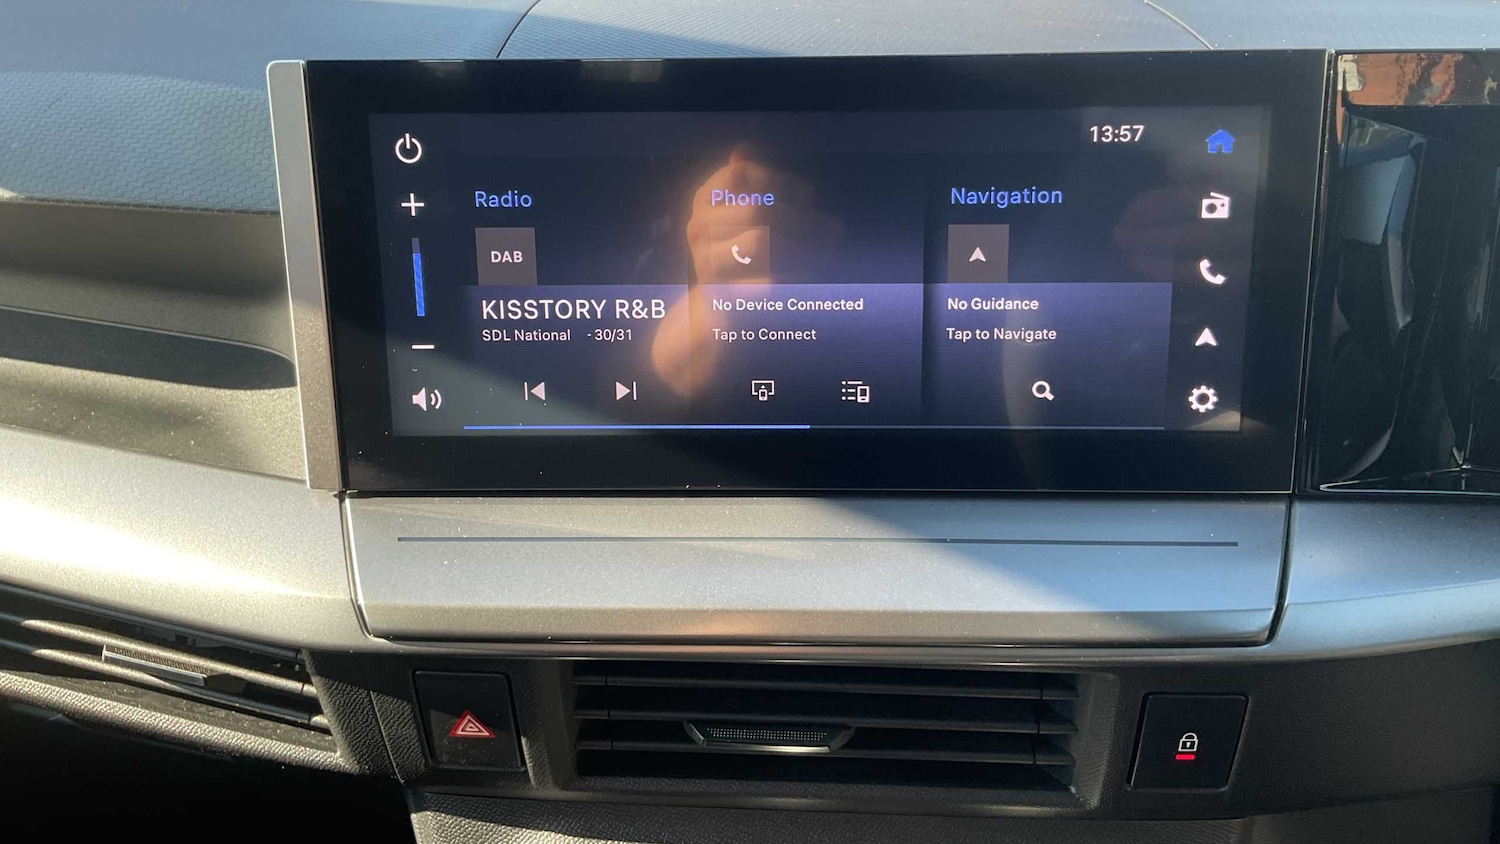 13:57
Radio
Phone
Navigation
DAB
KISSTORY R&B
SDL National - 30/31
No Device Connected
Tap to Connect
No Guidance
Tap to Navigate